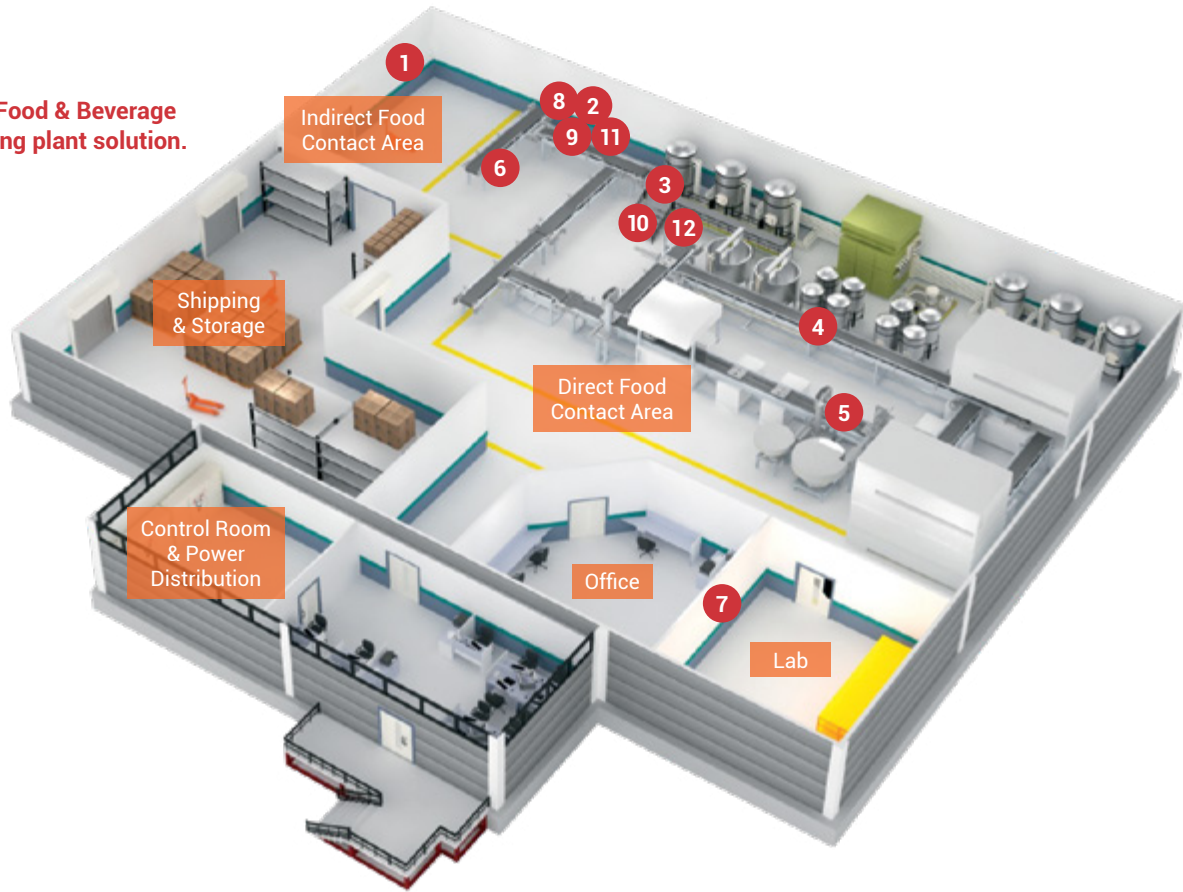 Food & Beverage
ng plant solution.
1
8
2
9
11
6
3
10
12
4
5
7
Indirect Food
Contact Area
Shipping
& Storage
Direct Food
Contact Area
Control Room
& Power
Distribution
Office
Lab